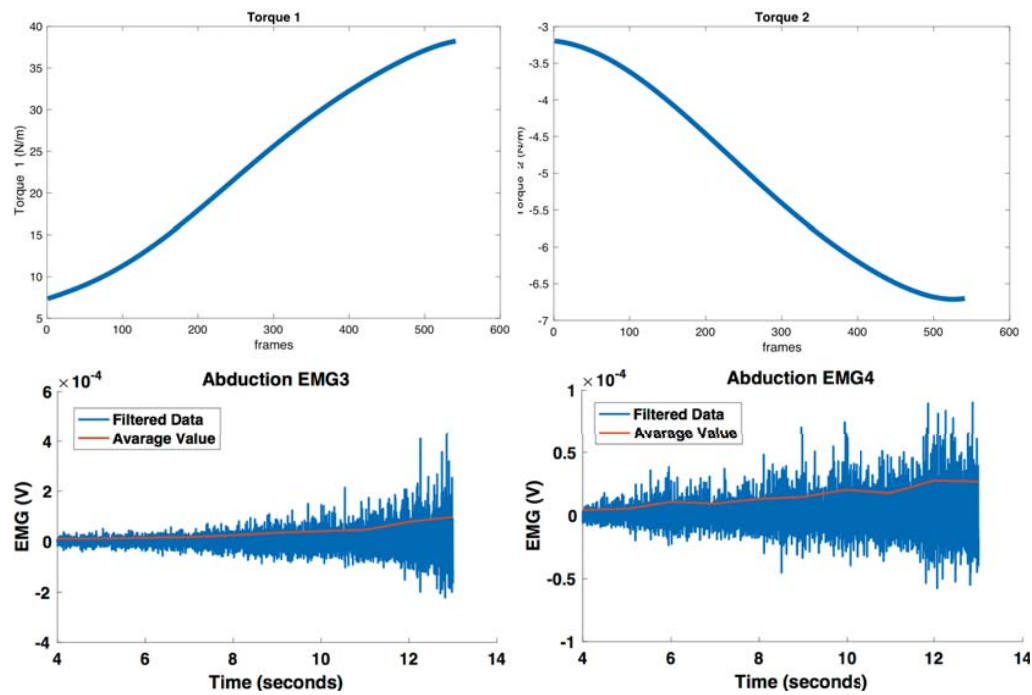 Torque 1
40
35
30
25
20
15
10
5
Torque 1 (N/m)
0 100 200 300 400 500 600
frames
Torque 2
-3
-3.5
-4
-4.5
-5
-5.5
-6
-6.5
-7
Torque 2 (N/m)
0 100 200 300 400 500 600
frames
Abduction EMG3
×10⁻⁴
6
4
2
0
-2
-4
EMG (V)
Filtered Data
Avarage Value
4 6 8 10 12 14
Time (seconds)
Abduction EMG4
×10⁻⁴
1
0.5
0
-0.5
-1
EMG (V)
Filtered Data
Avarage Value
4 6 8 10 12 14
Time (seconds)